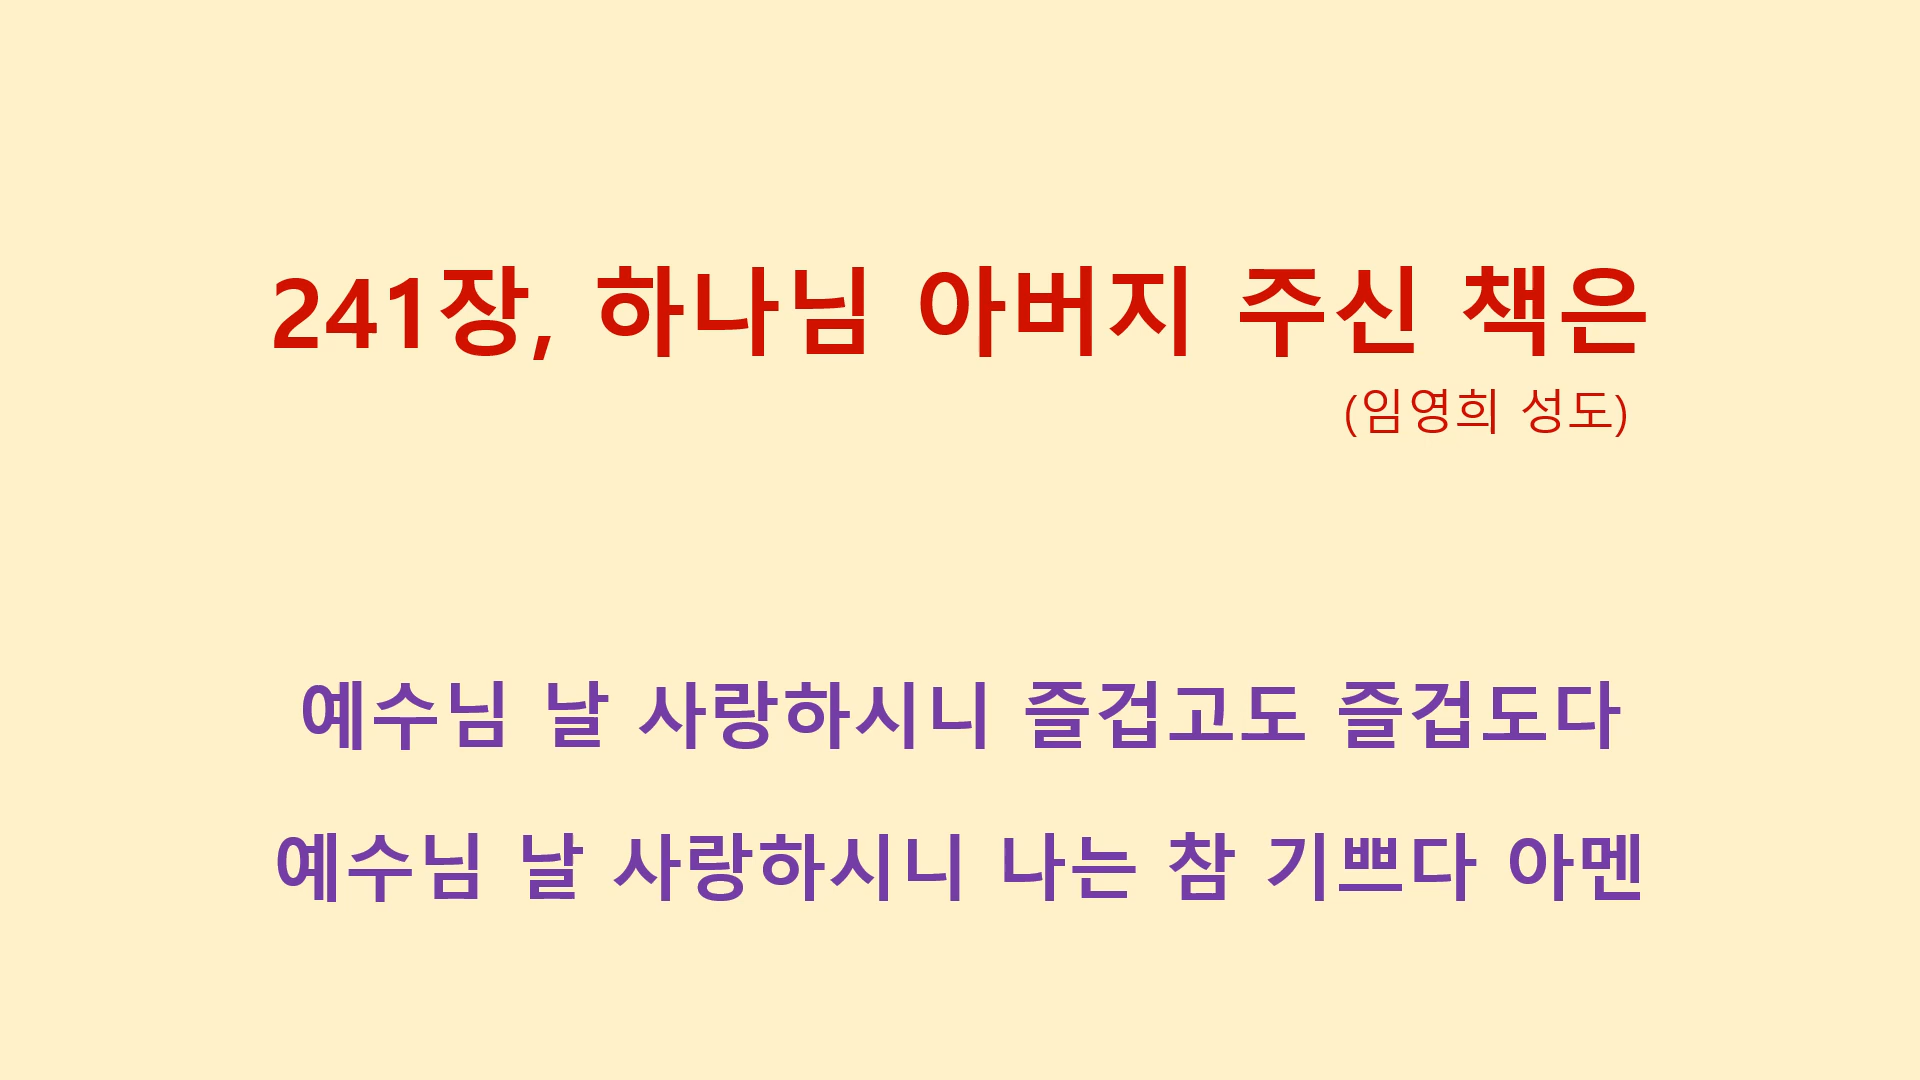 241장, 하나님 아버지 주신 책은
(임영희 성도)
예수님 날 사랑하시니 즐겁고도 즐겁도다
예수님 날 사랑하시니 나는 참 기쁘다 아멘